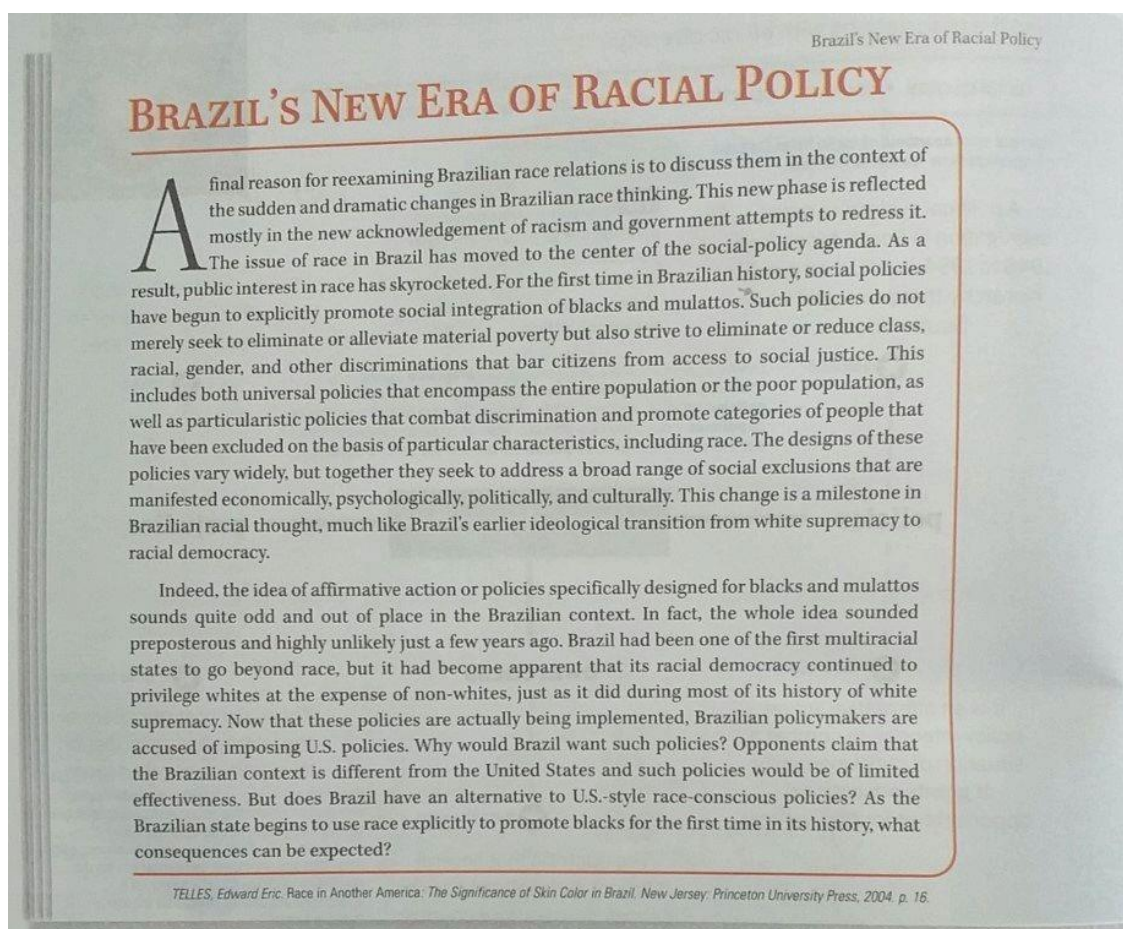 Brazil's New Era of Racial Policy
BRAZIL'S NEW ERA OF RACIAL POLICY
A final reason for reexamining Brazilian race relations is to discuss them in the context of
the sudden and dramatic changes in Brazilian race thinking. This new phase is reflected
mostly in the new acknowledgement of racism and government attempts to redress it.
The issue of race in Brazil has moved to the center of the social-policy agenda. As a
result, public interest in race has skyrocketed. For the first time in Brazilian history, social policies
have begun to explicitly promote social integration of blacks and mulattos. Such policies do not
merely seek to eliminate or alleviate material poverty but also strive to eliminate or reduce class,
racial, gender, and other discriminations that bar citizens from access to social justice. This
includes both universal policies that encompass the entire population or the poor population, as
well as particularistic policies that combat discrimination and promote categories of people that
have been excluded on the basis of particular characteristics, including race. The designs of these
policies vary widely, but together they seek to address a broad range of social exclusions that are
manifested economically, psychologically, politically, and culturally. This change is a milestone in
Brazilian racial thought, much like Brazil's earlier ideological transition from white supremacy to
racial democracy.
Indeed, the idea of affirmative action or policies specifically designed for blacks and mulattos
sounds quite odd and out of place in the Brazilian context. In fact, the whole idea sounded
preposterous and highly unlikely just a few years ago. Brazil had been one of the first multiracial
states to go beyond race, but it had become apparent that its racial democracy continued to
privilege whites at the expense of non-whites, just as it did during most of its history of white
supremacy. Now that these policies are actually being implemented, Brazilian policymakers are
accused of imposing U.S. policies. Why would Brazil want such policies? Opponents claim that
the Brazilian context is different from the United States and such policies would be of limited
effectiveness. But does Brazil have an alternative to U.S.-style race-conscious policies? As the
Brazilian state begins to use race explicitly to promote blacks for the first time in its history, what
consequences can be expected?
TELLES, Edward Eric. Race in Another America: The Significance of Skin Color in Brazil. New Jersey: Princeton University Press, 2004. p. 16.